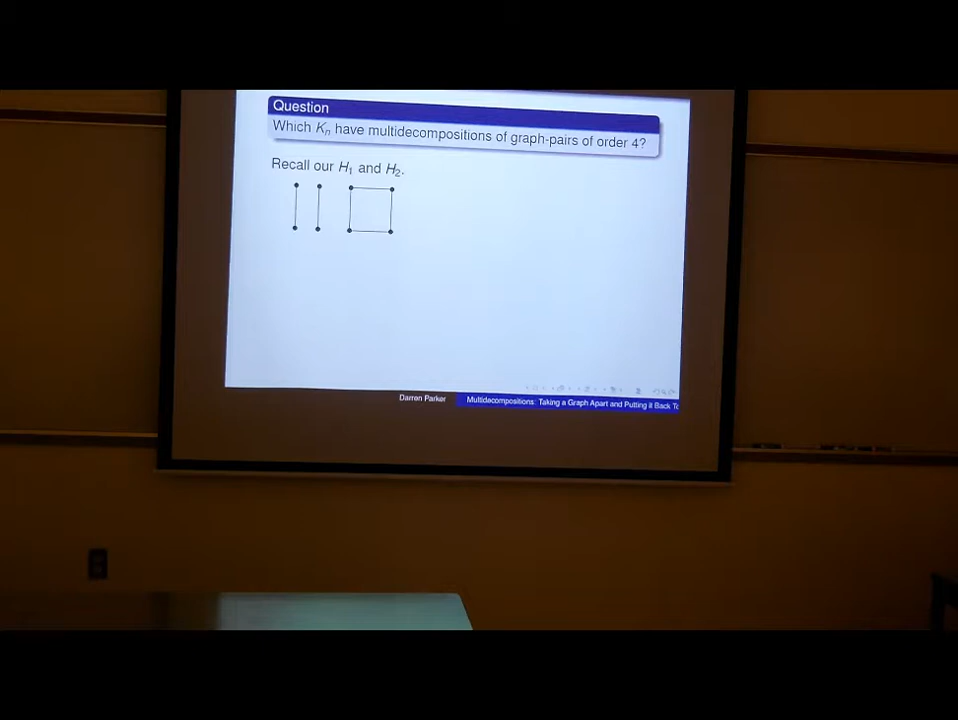 Question
Which Kn have multidecompositions of graph-pairs of order 4?
Recall our H1 and H2.
Darren Parker
Multidecompositions: Taking a Graph Apart and Putting it Back To